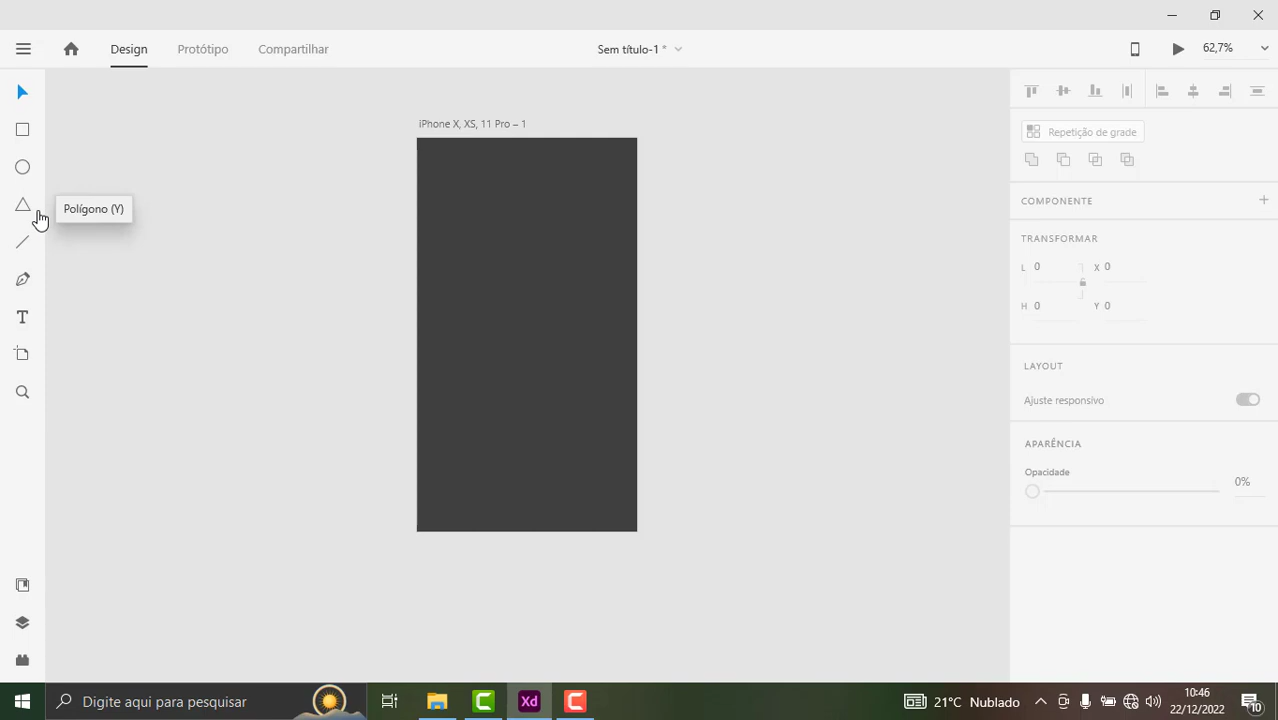 Design
Protótipo
Compartilhar
Sem título-1 *
62,7%
iPhone X, XS, 11 Pro – 1
Repetição de grade
Polígono (Y)
COMPONENTE
TRANSFORMAR
L 0
X 0
H 0
Y 0
T
LAYOUT
Ajuste responsivo
APARÊNCIA
Opacidade
0%
Digite aqui para pesquisar
Xd
21°C Nublado
10:46
22/12/2022
10